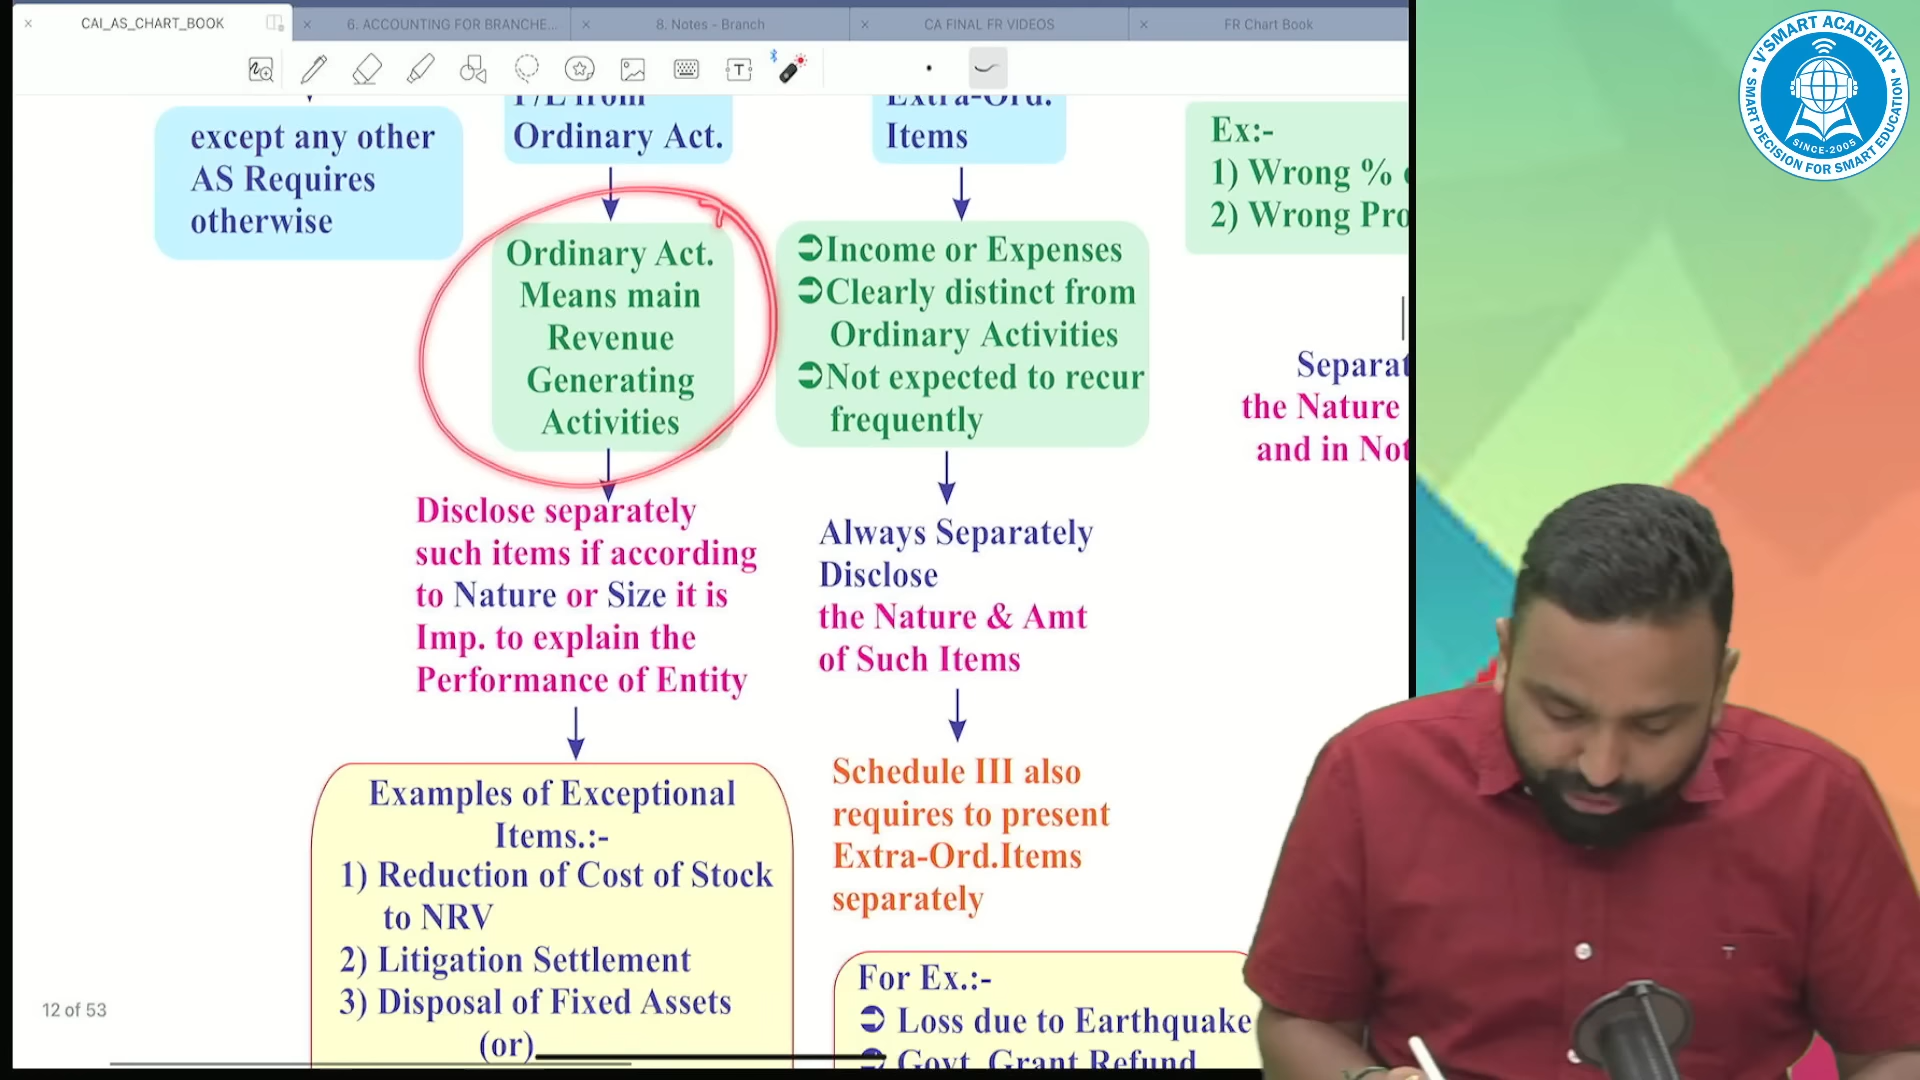 CAI_AS_CHART_BOOK
6. ACCOUNTING FOR BRANCHE...
8. Notes - Branch
CA FINAL FR VIDEOS
FR Chart Book
except any other
AS Requires
otherwise
P/L from
Ordinary Act.
Ordinary Act.
Means main
Revenue
Generating
Activities
Disclose separately
such items if according
to Nature or Size it is
Imp. to explain the
Performance of Entity
Examples of Exceptional
Items.:-
1) Reduction of Cost of Stock
to NRV
2) Litigation Settlement
3) Disposal of Fixed Assets
(or)
Extra-Ord.
Items
➲Income or Expenses
➲Clearly distinct from
Ordinary Activities
➲Not expected to recur
frequently
Always Separately
Disclose
the Nature & Amt
of Such Items
Schedule III also
requires to present
Extra-Ord.Items
separately
For Ex.:-
➲ Loss due to Earthquake
➲ Govt. Grant Refund
Ex:-
1) Wrong %
2) Wrong Pro
Separat
the Nature
and in Not
12 of 53
V'SMART ACADEMY
SINCE-2005
SMART DECISION FOR SMART EDUCATION